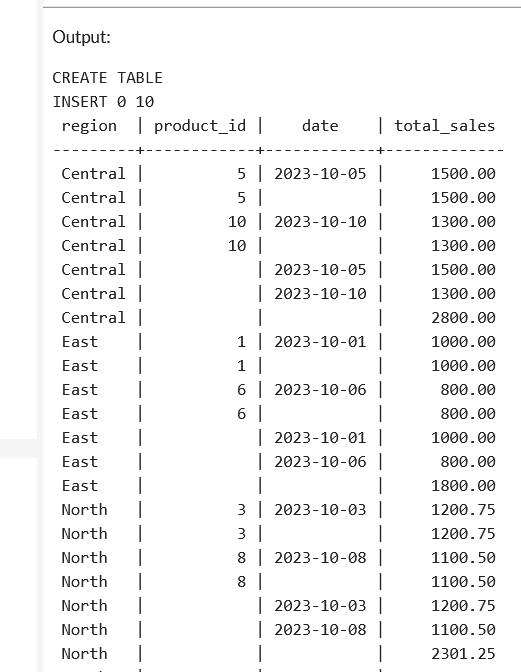 Output:
CREATE TABLE
INSERT 0 10
 region  | product_id |    date    | total_sales
---------+------------+------------+-------------
 Central |          5 | 2023-10-05 |     1500.00
 Central |          5 |            |     1500.00
 Central |         10 | 2023-10-10 |     1300.00
 Central |         10 |            |     1300.00
 Central |            | 2023-10-05 |     1500.00
 Central |            | 2023-10-10 |     1300.00
 Central |            |            |     2800.00
 East    |          1 | 2023-10-01 |     1000.00
 East    |          1 |            |     1000.00
 East    |          6 | 2023-10-06 |      800.00
 East    |          6 |            |      800.00
 East    |            | 2023-10-01 |     1000.00
 East    |            | 2023-10-06 |      800.00
 East    |            |            |     1800.00
 North   |          3 | 2023-10-03 |     1200.75
 North   |          3 |            |     1200.75
 North   |          8 | 2023-10-08 |     1100.50
 North   |          8 |            |     1100.50
 North   |            | 2023-10-03 |     1200.75
 North   |            | 2023-10-08 |     1100.50
 North   |            |            |     2301.25